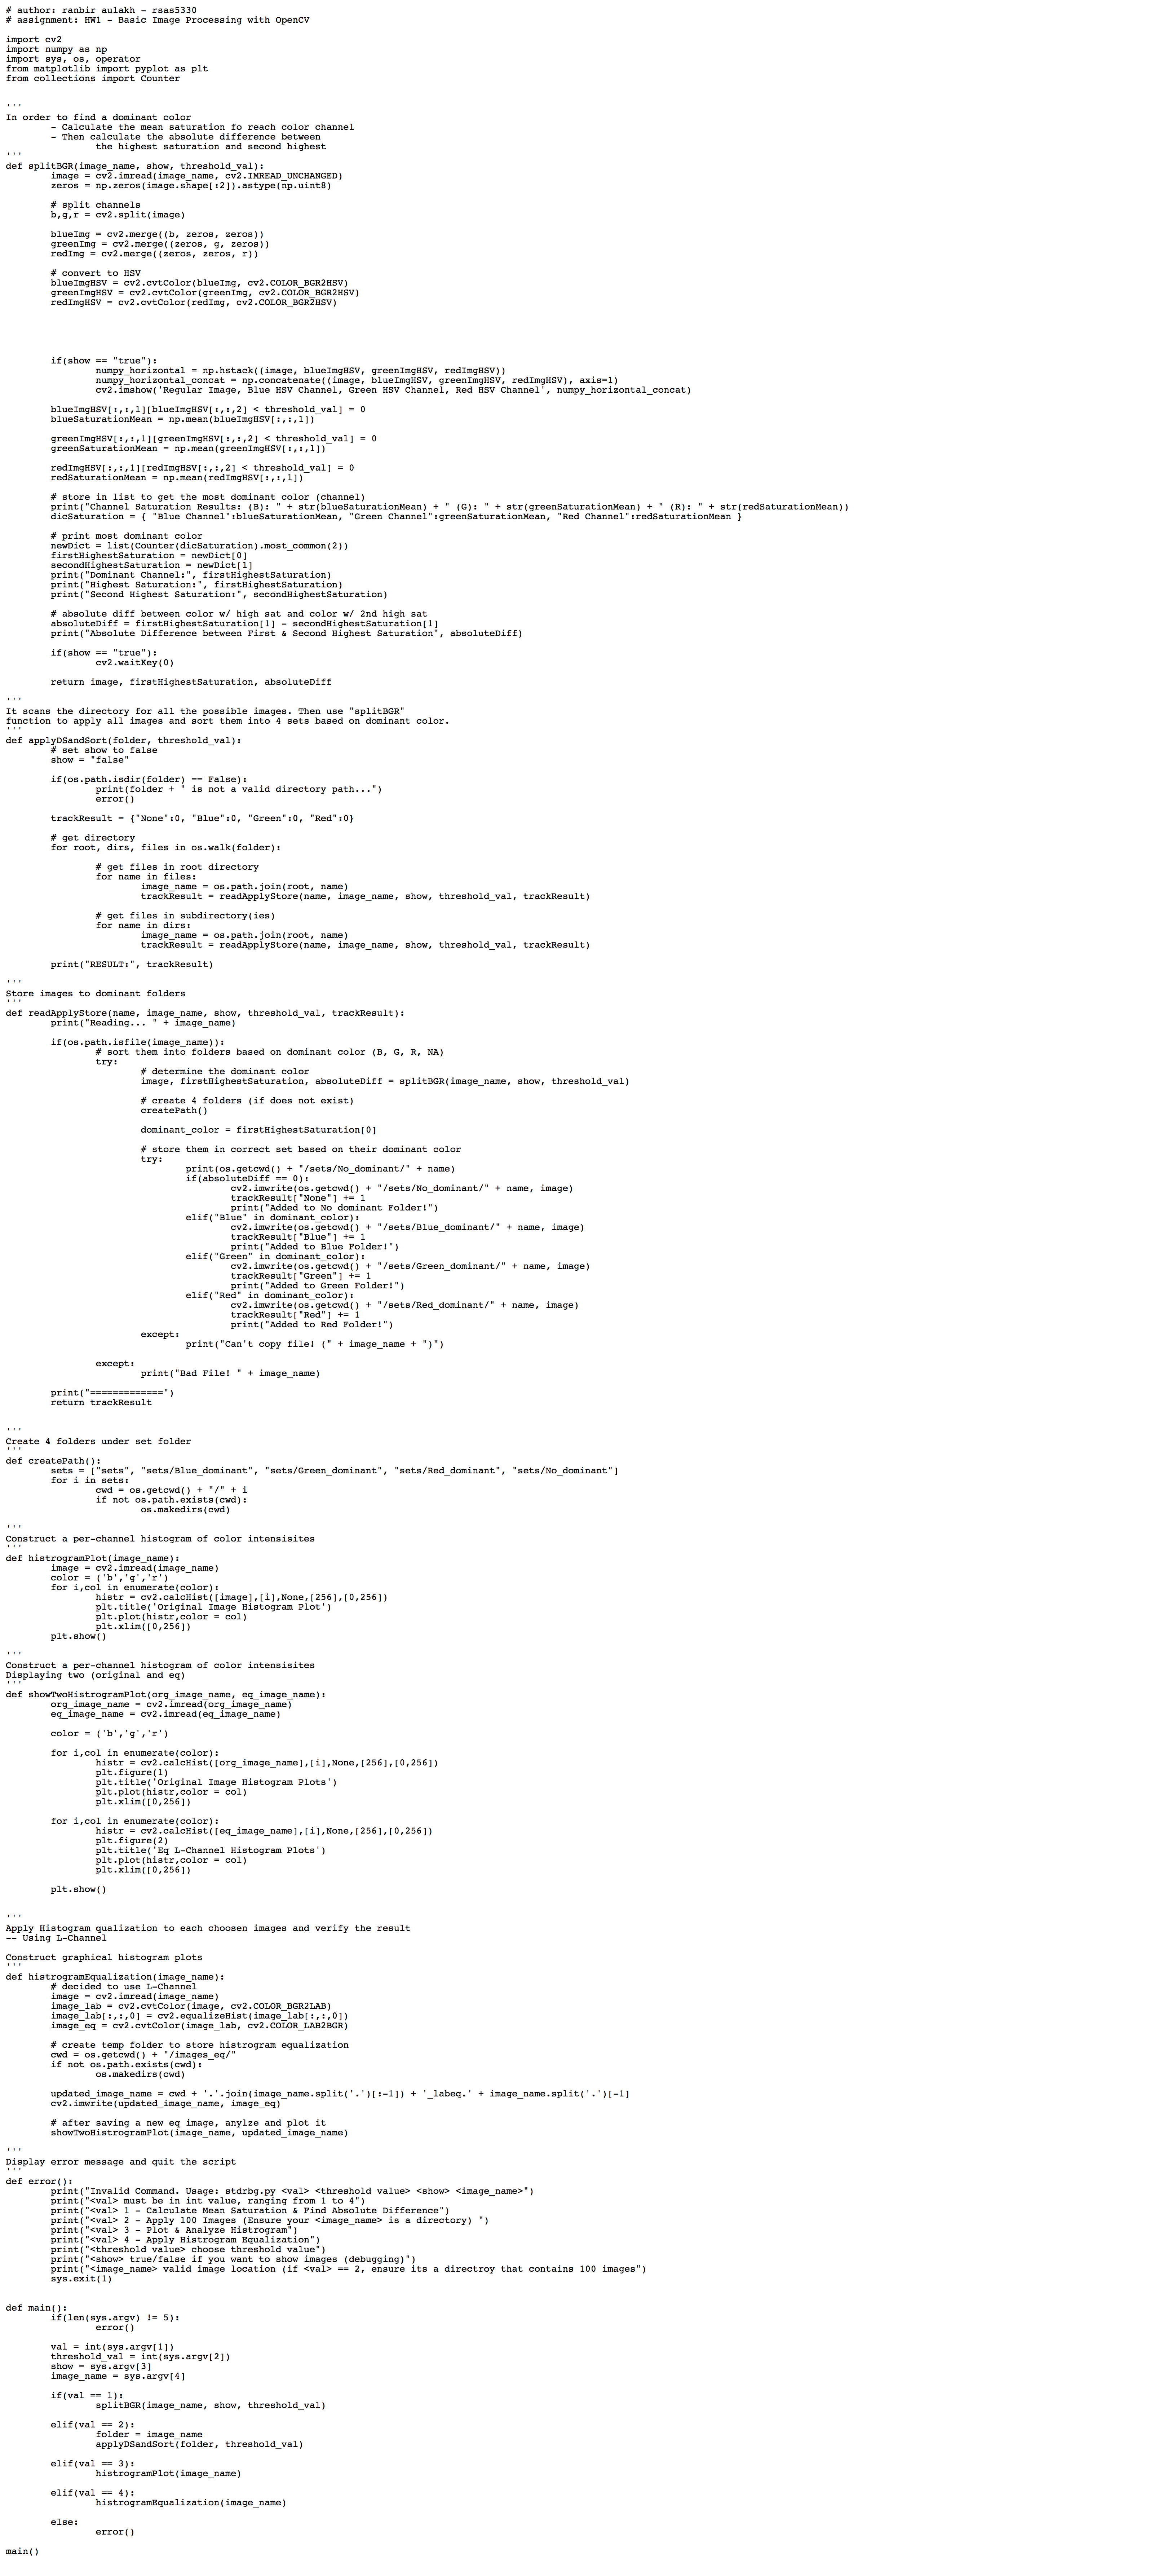 # author: ranbir aulakh - rsas5330
# assignment: HW1 - Basic Image Processing with OpenCV

import cv2
import numpy as np
import sys, os, operator
from matplotlib import pyplot as plt
from collections import Counter


'''
In order to find a dominant color
        - Calculate the mean saturation fo reach color channel
        - Then calculate the absolute difference between
                the highest saturation and second highest
'''
def splitBGR(image_name, show, threshold_val):
        image = cv2.imread(image_name, cv2.IMREAD_UNCHANGED)
        zeros = np.zeros(image.shape[:2]).astype(np.uint8)

        # split channels
        b,g,r = cv2.split(image)

        blueImg = cv2.merge((b, zeros, zeros))
        greenImg = cv2.merge((zeros, g, zeros))
        redImg = cv2.merge((zeros, zeros, r))

        # convert to HSV
        blueImgHSV = cv2.cvtColor(blueImg, cv2.COLOR_BGR2HSV)
        greenImgHSV = cv2.cvtColor(greenImg, cv2.COLOR_BGR2HSV)
        redImgHSV = cv2.cvtColor(redImg, cv2.COLOR_BGR2HSV)





        if(show == "true"):
                numpy_horizontal = np.hstack((image, blueImgHSV, greenImgHSV, redImgHSV))
                numpy_horizontal_concat = np.concatenate((image, blueImgHSV, greenImgHSV, redImgHSV), axis=1)
                cv2.imshow('Regular Image, Blue HSV Channel, Green HSV Channel, Red HSV Channel', numpy_horizontal_concat)

        blueImgHSV[:,:,1][blueImgHSV[:,:,2] < threshold_val] = 0
        blueSaturationMean = np.mean(blueImgHSV[:,:,1])

        greenImgHSV[:,:,1][greenImgHSV[:,:,2] < threshold_val] = 0
        greenSaturationMean = np.mean(greenImgHSV[:,:,1])

        redImgHSV[:,:,1][redImgHSV[:,:,2] < threshold_val] = 0
        redSaturationMean = np.mean(redImgHSV[:,:,1])

        # store in list to get the most dominant color (channel)
        print("Channel Saturation Results: (B): " + str(blueSaturationMean) + " (G): " + str(greenSaturationMean) + " (R): " + str(redSaturationMean))
        dicSaturation = { "Blue Channel":blueSaturationMean, "Green Channel":greenSaturationMean, "Red Channel":redSaturationMean }

        # print most dominant color
        newDict = list(Counter(dicSaturation).most_common(2))
        firstHighestSaturation = newDict[0]
        secondHighestSaturation = newDict[1]
        print("Dominant Channel:", firstHighestSaturation)
        print("Highest Saturation:", firstHighestSaturation)
        print("Second Highest Saturation:", secondHighestSaturation)

        # absolute diff between color w/ high sat and color w/ 2nd high sat
        absoluteDiff = firstHighestSaturation[1] - secondHighestSaturation[1]
        print("Absolute Difference between First & Second Highest Saturation", absoluteDiff)

        if(show == "true"):
                cv2.waitKey(0)

        return image, firstHighestSaturation, absoluteDiff

'''
It scans the directory for all the possible images. Then use "splitBGR"
function to apply all images and sort them into 4 sets based on dominant color.
'''
def applyDSandSort(folder, threshold_val):
        # set show to false
        show = "false"

        if(os.path.isdir(folder) == False):
                print(folder + " is not a valid directory path...")
                error()

        trackResult = {"None":0, "Blue":0, "Green":0, "Red":0}

        # get directory
        for root, dirs, files in os.walk(folder):

                # get files in root directory
                for name in files:
                        image_name = os.path.join(root, name)
                        trackResult = readApplyStore(name, image_name, show, threshold_val, trackResult)

                # get files in subdirectory(ies)
                for name in dirs:
                        image_name = os.path.join(root, name)
                        trackResult = readApplyStore(name, image_name, show, threshold_val, trackResult)

        print("RESULT:", trackResult)

'''
Store images to dominant folders
'''
def readApplyStore(name, image_name, show, threshold_val, trackResult):
        print("Reading... " + image_name)

        if(os.path.isfile(image_name)):
                # sort them into folders based on dominant color (B, G, R, NA)
                try:
                        # determine the dominant color
                        image, firstHighestSaturation, absoluteDiff = splitBGR(image_name, show, threshold_val)

                        # create 4 folders (if does not exist)
                        createPath()

                        dominant_color = firstHighestSaturation[0]

                        # store them in correct set based on their dominant color
                        try:
                                print(os.getcwd() + "/sets/No_dominant/" + name)
                                if(absoluteDiff == 0):
                                        cv2.imwrite(os.getcwd() + "/sets/No_dominant/" + name, image)
                                        trackResult["None"] += 1
                                        print("Added to No dominant Folder!")
                                elif("Blue" in dominant_color):
                                        cv2.imwrite(os.getcwd() + "/sets/Blue_dominant/" + name, image)
                                        trackResult["Blue"] += 1
                                        print("Added to Blue Folder!")
                                elif("Green" in dominant_color):
                                        cv2.imwrite(os.getcwd() + "/sets/Green_dominant/" + name, image)
                                        trackResult["Green"] += 1
                                        print("Added to Green Folder!")
                                elif("Red" in dominant_color):
                                        cv2.imwrite(os.getcwd() + "/sets/Red_dominant/" + name, image)
                                        trackResult["Red"] += 1
                                        print("Added to Red Folder!")
                        except:
                                print("Can't copy file! (" + image_name + ")")

                except:
                        print("Bad File! " + image_name)

        print("=============")
        return trackResult


'''
Create 4 folders under set folder
'''
def createPath():
        sets = ["sets", "sets/Blue_dominant", "sets/Green_dominant", "sets/Red_dominant", "sets/No_dominant"]
        for i in sets:
                cwd = os.getcwd() + "/" + i
                if not os.path.exists(cwd):
                        os.makedirs(cwd)

'''
Construct a per-channel histogram of color intensisites
'''
def histrogramPlot(image_name):
        image = cv2.imread(image_name)
        color = ('b','g','r')
        for i,col in enumerate(color):
                histr = cv2.calcHist([image],[i],None,[256],[0,256])
                plt.title('Original Image Histogram Plot')
                plt.plot(histr,color = col)
                plt.xlim([0,256])
        plt.show()

'''
Construct a per-channel histogram of color intensisites
Displaying two (original and eq)
'''
def showTwoHistrogramPlot(org_image_name, eq_image_name):
        org_image_name = cv2.imread(org_image_name)
        eq_image_name = cv2.imread(eq_image_name)

        color = ('b','g','r')

        for i,col in enumerate(color):
                histr = cv2.calcHist([org_image_name],[i],None,[256],[0,256])
                plt.figure(1)
                plt.title('Original Image Histogram Plots')
                plt.plot(histr,color = col)
                plt.xlim([0,256])

        for i,col in enumerate(color):
                histr = cv2.calcHist([eq_image_name],[i],None,[256],[0,256])
                plt.figure(2)
                plt.title('Eq L-Channel Histogram Plots')
                plt.plot(histr,color = col)
                plt.xlim([0,256])

        plt.show()


'''
Apply Histogram qualization to each choosen images and verify the result
-- Using L-Channel

Construct graphical histogram plots
'''
def histrogramEqualization(image_name):
        # decided to use L-Channel
        image = cv2.imread(image_name)
        image_lab = cv2.cvtColor(image, cv2.COLOR_BGR2LAB)
        image_lab[:,:,0] = cv2.equalizeHist(image_lab[:,:,0])
        image_eq = cv2.cvtColor(image_lab, cv2.COLOR_LAB2BGR)

        # create temp folder to store histrogram equalization
        cwd = os.getcwd() + "/images_eq/"
        if not os.path.exists(cwd):
                os.makedirs(cwd)

        updated_image_name = cwd + '.'.join(image_name.split('.')[:-1]) + '_labeq.' + image_name.split('.')[-1]
        cv2.imwrite(updated_image_name, image_eq)

        # after saving a new eq image, anylze and plot it
        showTwoHistrogramPlot(image_name, updated_image_name)

'''
Display error message and quit the script
'''
def error():
        print("Invalid Command. Usage: stdrbg.py <val> <threshold value> <show> <image_name>")
        print("<val> must be in int value, ranging from 1 to 4")
        print("<val> 1 - Calculate Mean Saturation & Find Absolute Difference")
        print("<val> 2 - Apply 100 Images (Ensure your <image_name> is a directory) ")
        print("<val> 3 - Plot & Analyze Histrogram")
        print("<val> 4 - Apply Histrogram Equalization")
        print("<threshold value> choose threshold value")
        print("<show> true/false if you want to show images (debugging)")
        print("<image_name> valid image location (if <val> == 2, ensure its a directroy that contains 100 images")
        sys.exit(1)


def main():
        if(len(sys.argv) != 5):
                error()

        val = int(sys.argv[1])
        threshold_val = int(sys.argv[2])
        show = sys.argv[3]
        image_name = sys.argv[4]

        if(val == 1):
                splitBGR(image_name, show, threshold_val)

        elif(val == 2):
                folder = image_name
                applyDSandSort(folder, threshold_val)

        elif(val == 3):
                histrogramPlot(image_name)

        elif(val == 4):
                histrogramEqualization(image_name)

        else:
                error()

main()